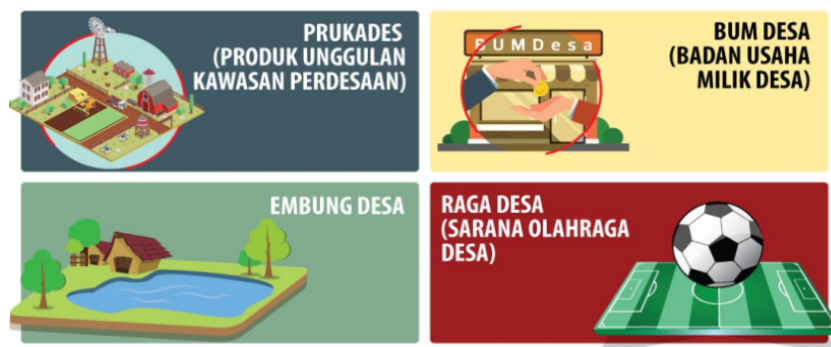 PRUKADES
(PRODUK UNGGULAN
KAWASAN PERDESAAN)
BUMDesa
BUM DESA
(BADAN USAHA
MILIK DESA)
EMBUNG DESA
RAGA DESA
(SARANA OLAHRAGA
DESA)